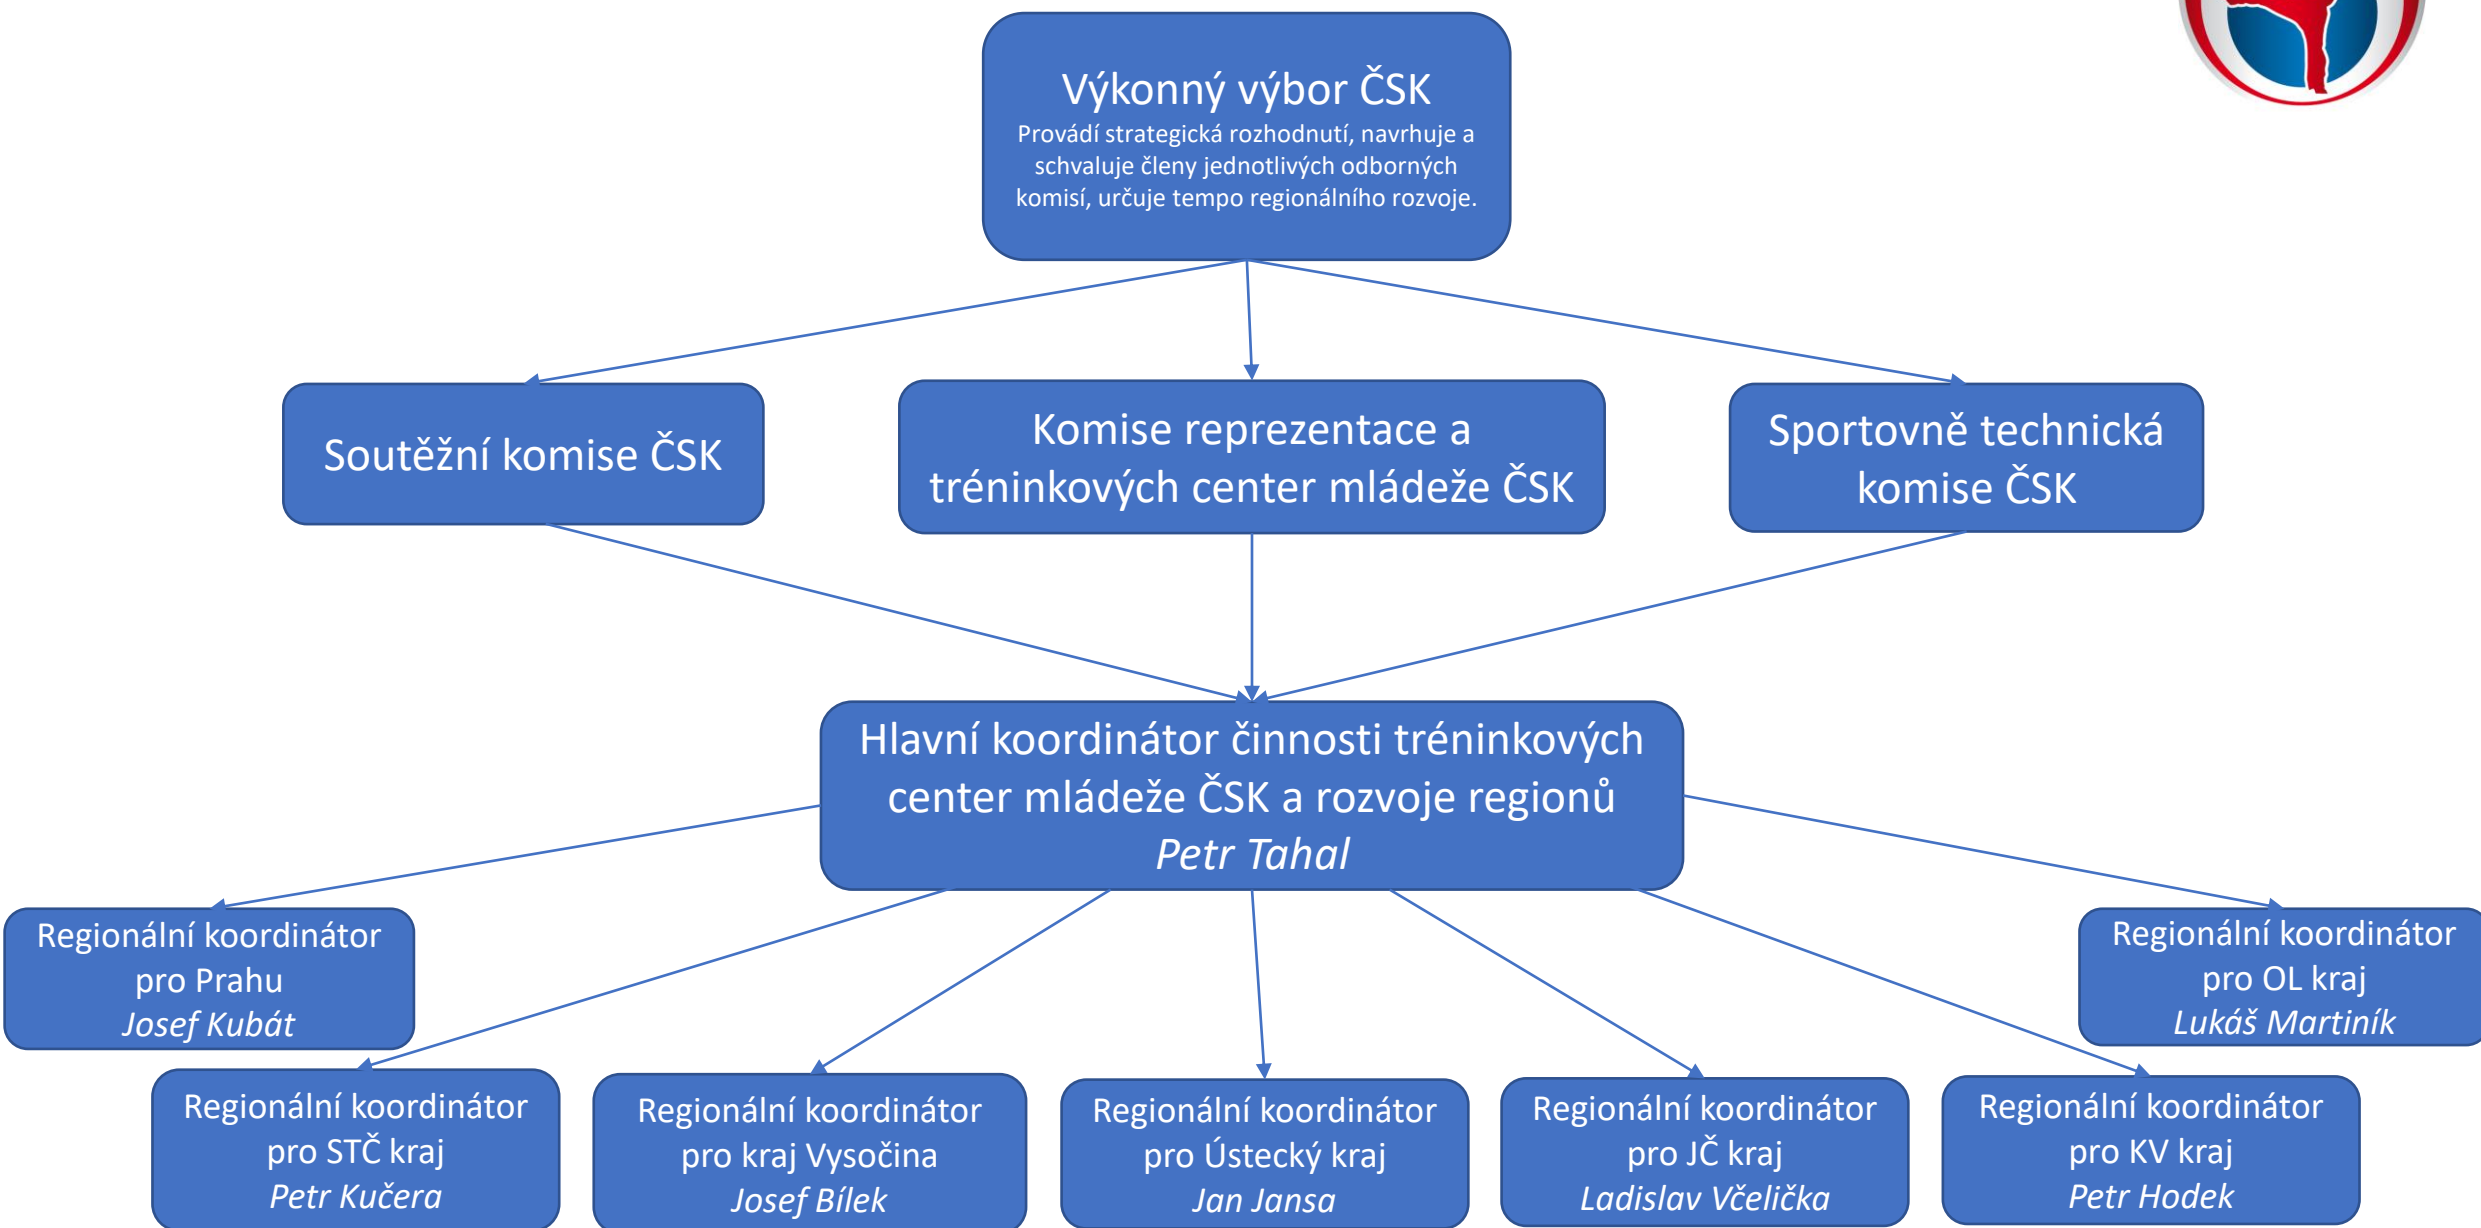 Výkonný výbor ČSK
Provádí strategická rozhodnutí, navrhuje a
schvaluje členy jednotlivých odborných
komisí, určuje tempo regionálního rozvoje.
Soutěžní komise ČSK
Komise reprezentace a
tréninkových center mládeže ČSK
Sportovně technická
komise ČSK
Hlavní koordinátor činnosti tréninkových
center mládeže ČSK a rozvoje regionů
Petr Tahal
Regionální koordinátor
pro Prahu
Josef Kubát
Regionální koordinátor
pro STČ kraj
Petr Kučera
Regionální koordinátor
pro kraj Vysočina
Josef Bílek
Regionální koordinátor
pro Ústecký kraj
Jan Jansa
Regionální koordinátor
pro JČ kraj
Ladislav Včelička
Regionální koordinátor
pro KV kraj
Petr Hodek
Regionální koordinátor
pro OL kraj
Lukáš Martiník